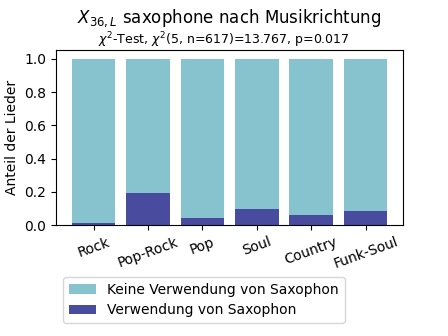 X36,L saxophone nach Musikrichtung
χ²-Test, χ²(5, n=617)=13.767, p=0.017
Anteil der Lieder
1.0
0.8
0.6
0.4
0.2
0.0
Rock Pop-Rock Pop Soul Country Funk-Soul
Keine Verwendung von Saxophon
Verwendung von Saxophon